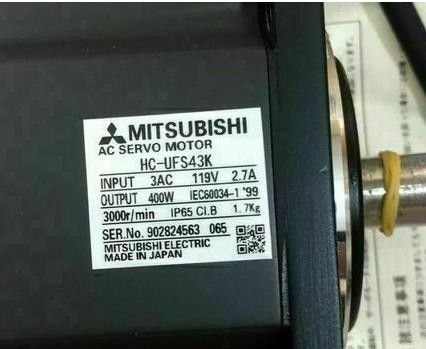 MITSUBISHI
AC SERVO MOTOR
HC-UFS43K
INPUT 3AC 119V 2.7A
OUTPUT 400W IEC60034-1 '99
3000r/min IP65 CI.B 1.7Kg
SER.No. 902824563 065
MITSUBISHI ELECTRIC
MADE IN JAPAN